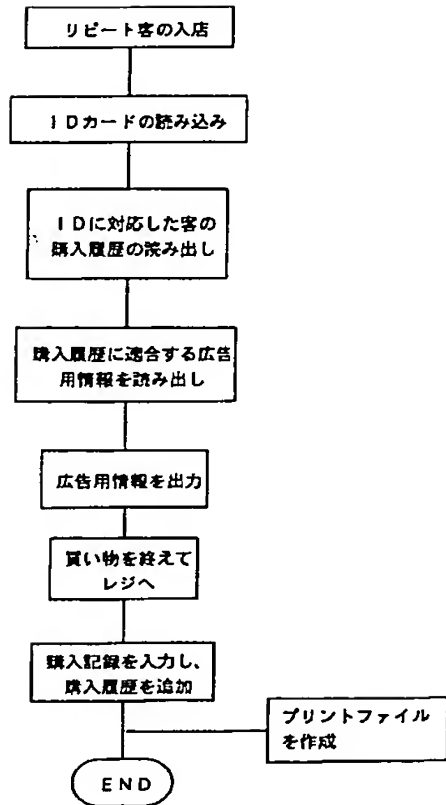 リピート客の入店
IDカードの読み込み
IDに対応した客の
購入履歴の読み出し
購入履歴に適合する広告
用情報を読み出し
広告用情報を出力
買い物を終えて
レジへ
購入記録を入力し、
購入履歴を追加
プリントファイル
を作成
END